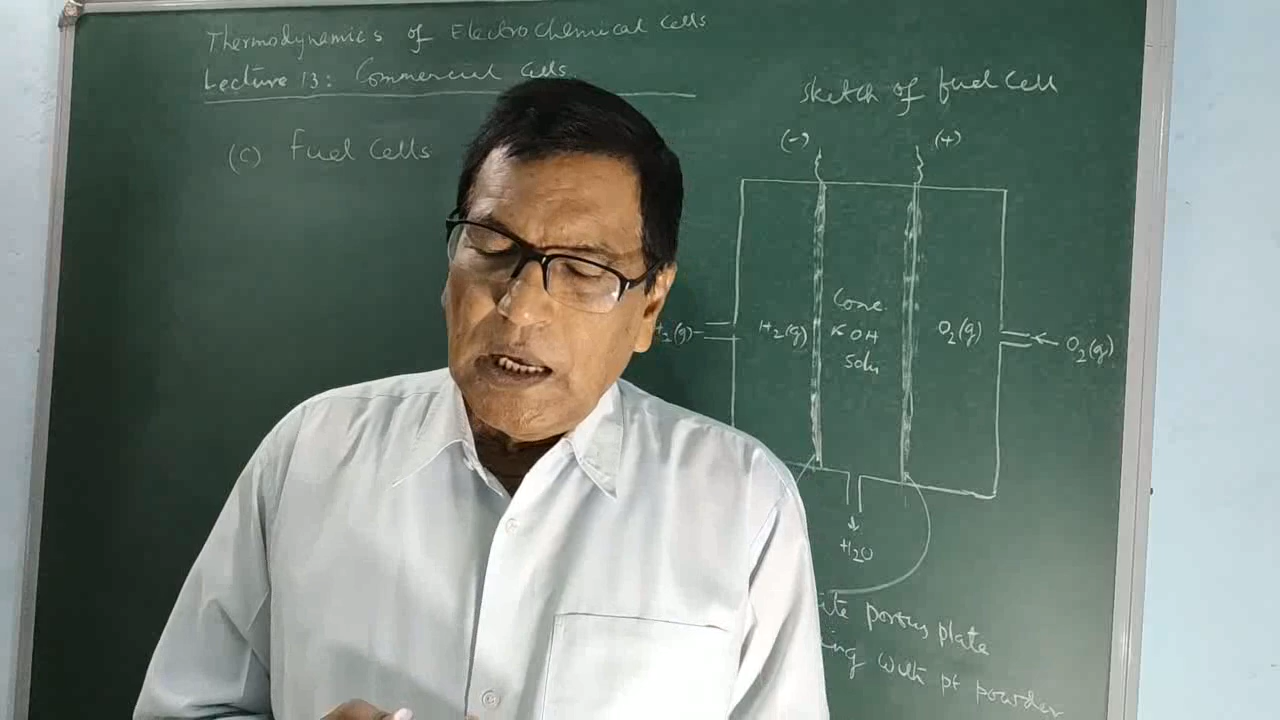 Thermodynamics of Electrochemical Cells
Lecture 13: Commercial Cells
(c) Fuel Cells
Sketch of fuel Cell
(-)
(+)
H2(g)
Conc.
KOH
Soln
O2(g)
O2(g)
H2O
porous plate
with pt powder